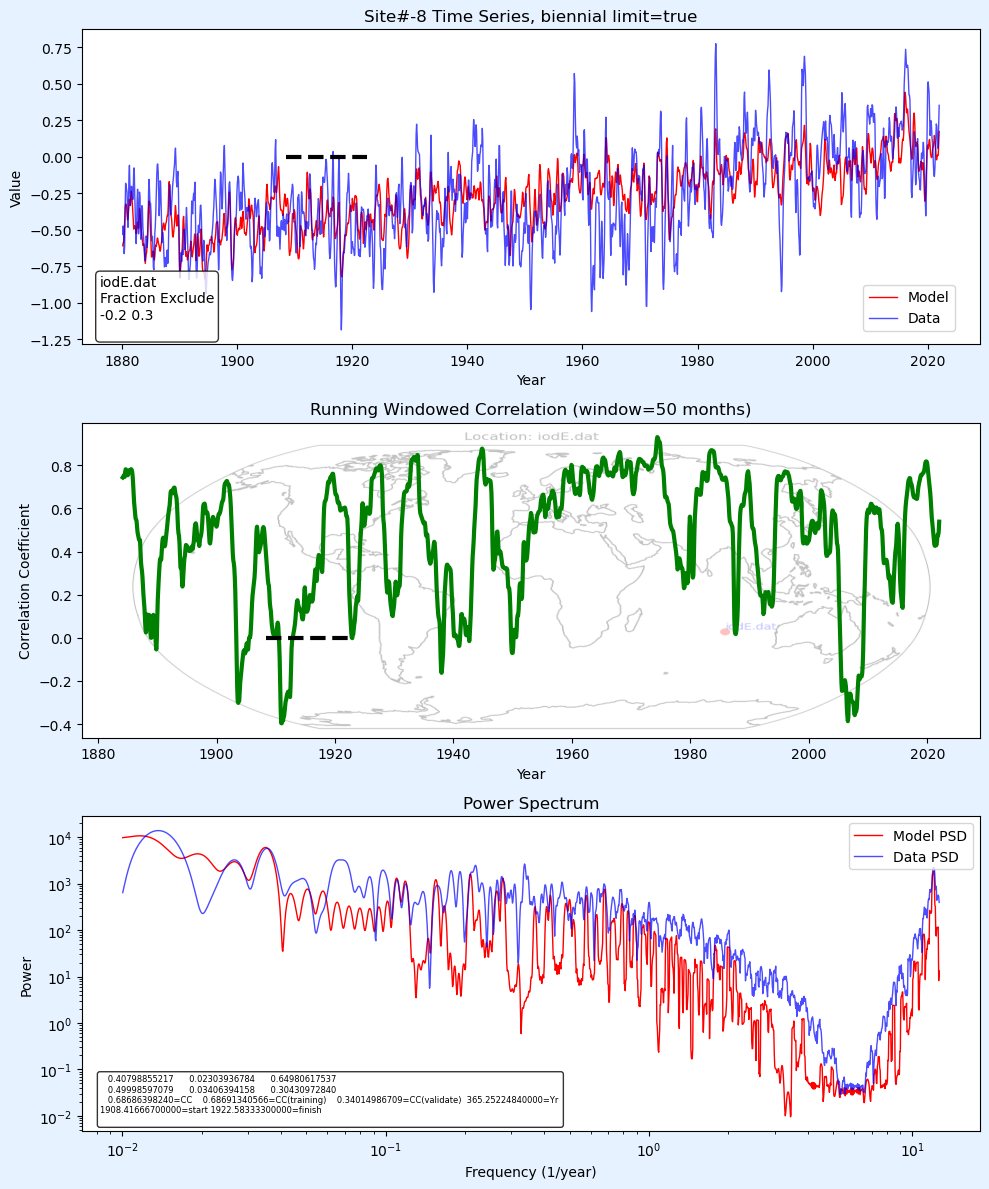 Site#-8 Time Series, biennial limit=true
Value
0.75
0.50
0.25
0.00
−0.25
−0.50
−0.75
−1.00
−1.25
iodE.dat
Fraction Exclude
-0.2 0.3
Model
Data
1880 1900 1920 1940 1960 1980 2000 2020
Year
Running Windowed Correlation (window=50 months)
Location: iodE.dat
Correlation Coefficient
0.8
0.6
0.4
0.2
0.0
−0.2
−0.4
iodE.dat
1880 1900 1920 1940 1960 1980 2000 2020
Year
Power Spectrum
Power
10⁴
10³
10²
10¹
10⁰
10⁻¹
10⁻²
Model PSD
Data PSD
0.40798855217 0.02303936784 0.64980617537
0.49998597079 0.03406394158 0.30430972840
0.68686398240=CC 0.68691340566=CC(training) 0.34014986709=CC(validate) 365.25224840000=Yr
1908.41666700000=start 1922.58333300000=finish
10⁻² 10⁻¹ 10⁰ 10¹
Frequency (1/year)